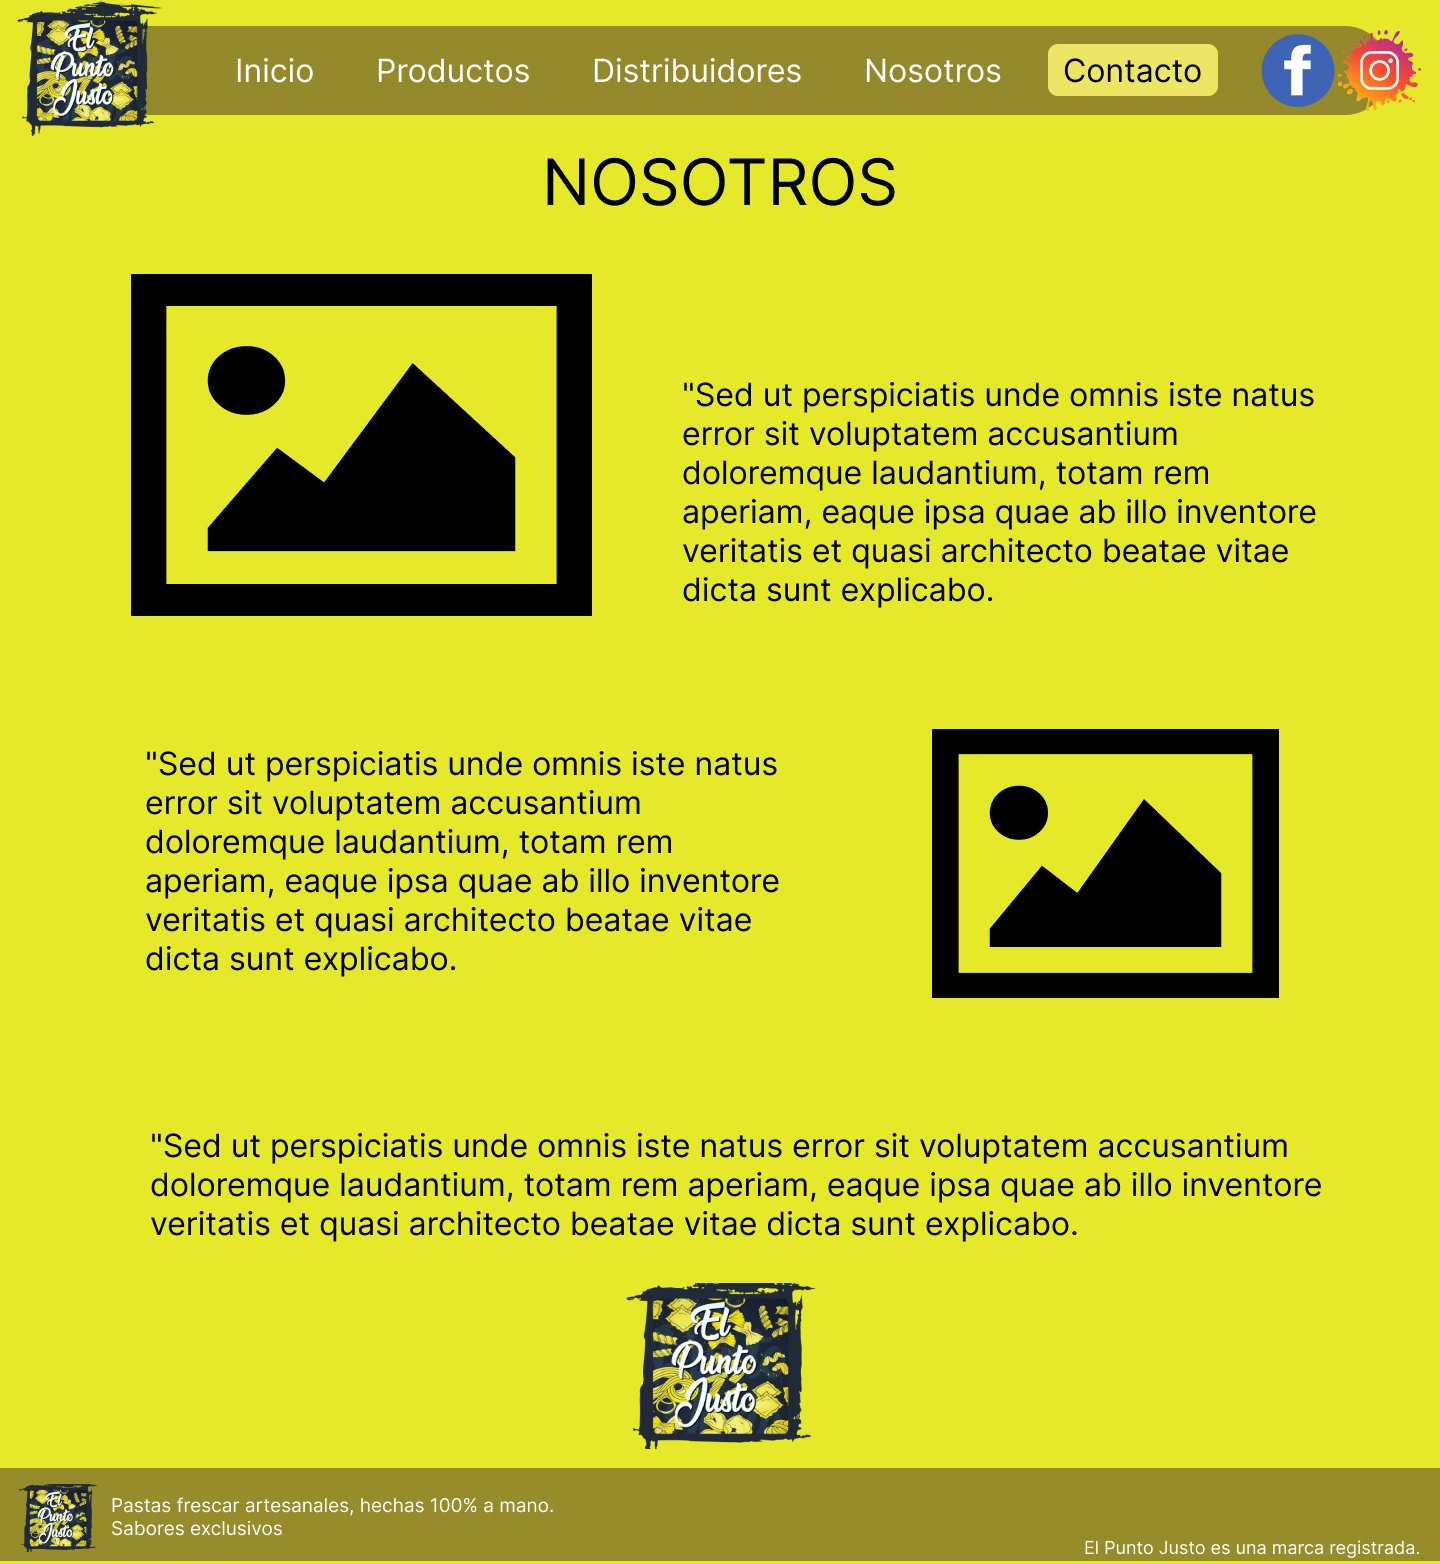 El
Punto
Justo
Inicio Productos Distribuidores Nosotros Contacto
NOSOTROS
"Sed ut perspiciatis unde omnis iste natus
error sit voluptatem accusantium
doloremque laudantium, totam rem
aperiam, eaque ipsa quae ab illo inventore
veritatis et quasi architecto beatae vitae
dicta sunt explicabo.
"Sed ut perspiciatis unde omnis iste natus
error sit voluptatem accusantium
doloremque laudantium, totam rem
aperiam, eaque ipsa quae ab illo inventore
veritatis et quasi architecto beatae vitae
dicta sunt explicabo.
"Sed ut perspiciatis unde omnis iste natus error sit voluptatem accusantium
doloremque laudantium, totam rem aperiam, eaque ipsa quae ab illo inventore
veritatis et quasi architecto beatae vitae dicta sunt explicabo.
El
Punto
Justo
El
Punto
Justo
Pastas frescar artesanales, hechas 100% a mano.
Sabores exclusivos
El Punto Justo es una marca registrada.